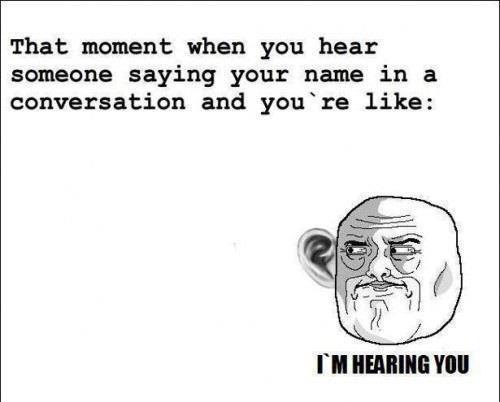 That moment when you hear
someone saying your name in a
conversation and you`re like:
I`M HEARING YOU